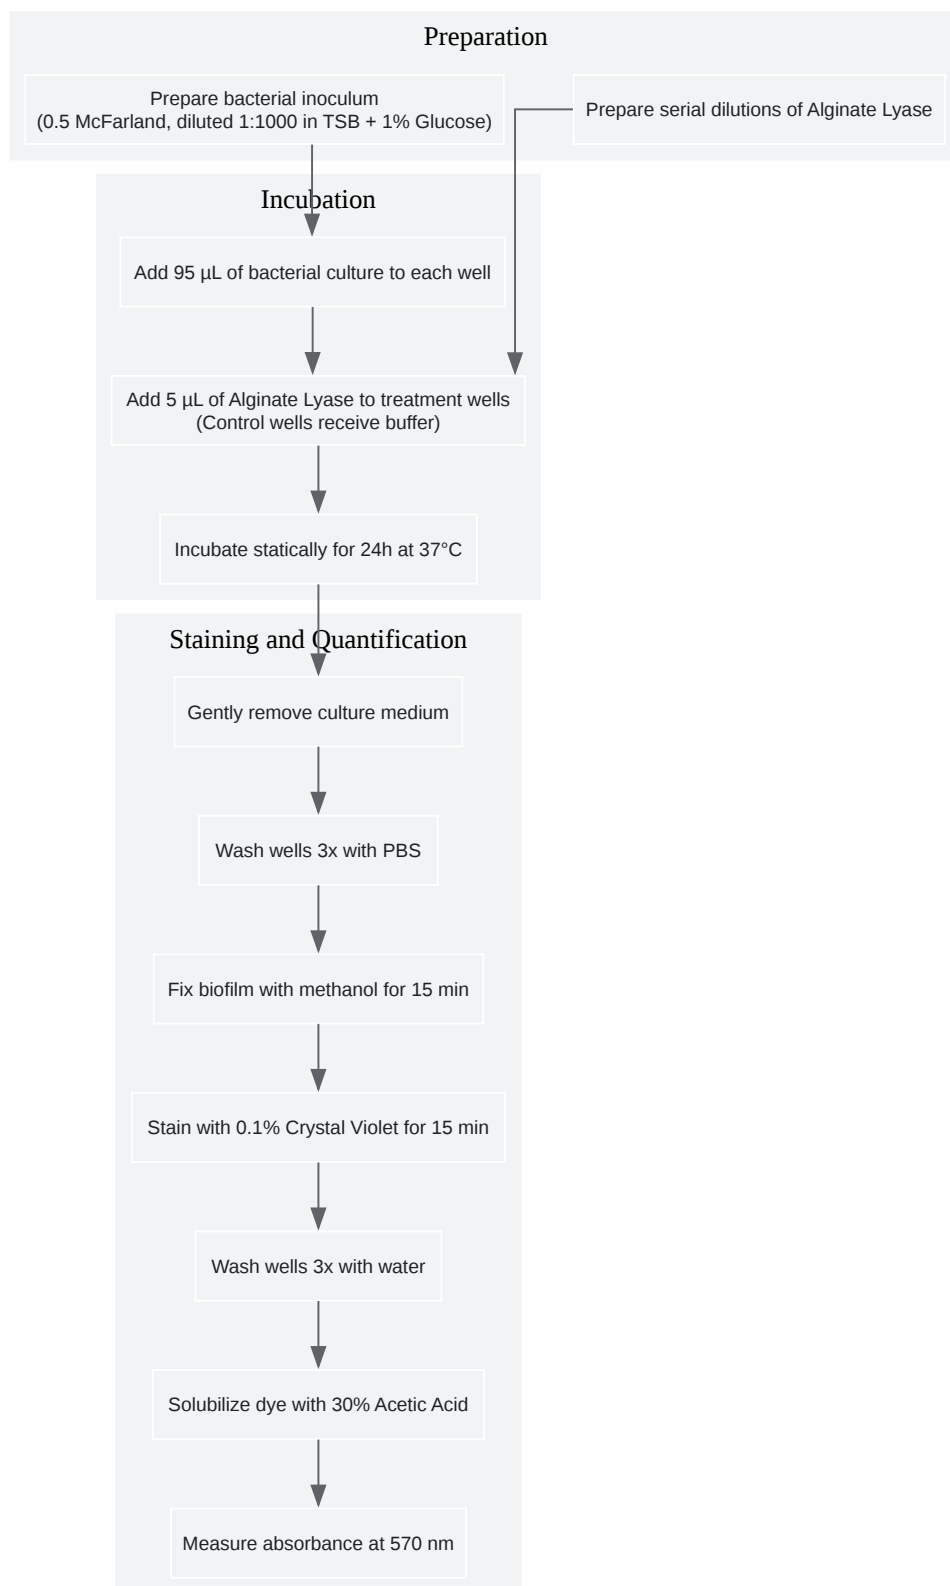 Preparation
Prepare bacterial inoculum
(0.5 McFarland, diluted 1:1000 in TSB + 1% Glucose)
Prepare serial dilutions of Alginate Lyase
Incubation
Add 95 µL of bacterial culture to each well
Add 5 µL of Alginate Lyase to treatment wells
(Control wells receive buffer)
Incubate statically for 24h at 37°C
Staining and Quantification
Gently remove culture medium
Wash wells 3x with PBS
Fix biofilm with methanol for 15 min
Stain with 0.1% Crystal Violet for 15 min
Wash wells 3x with water
Solubilize dye with 30% Acetic Acid
Measure absorbance at 570 nm